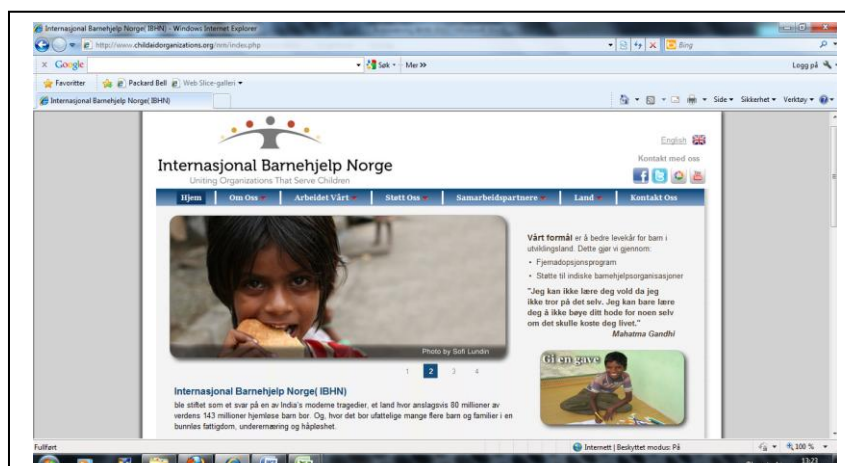 Internasjonal Barnehjelp Norge( IBHN) - Windows Internet Explorer
http://www.childaidorganizations.org/nm/index.php
Bing
Google
Søk
Mer »
Logg på
Favoritter
Packard Bell
Web Slice-galleri
Internasjonal Barnehjelp Norge( IBHN)
Side
Sikkerhet
Verktøy
English
Internasjonal Barnehjelp Norge
Uniting Organizations That Serve Children
Kontakt med oss
Hjem Om Oss Arbeidet Vårt Støtt Oss Samarbeidspartnere Land Kontakt Oss
Photo by Sofi Lundin
1 2 3 4
Vårt formål er å bedre levekår for barn i
utviklingsland. Dette gjør vi gjennom:
• Fjernadopsjonsprogram
• Støtte til indiske barnehjelpsorganisasjoner
"Jeg kan ikke lære deg vold da jeg
ikke tror på det selv. Jeg kan bare lære
deg å ikke bøye ditt hode for noen selv
om det skulle koste deg livet."
Mahatma Gandhi
Gi en gave
Internasjonal Barnehjelp Norge( IBHN)
ble stiftet som et svar på en av India's moderne tragedier, et land hvor anslagsvis 80 millioner av
verdens 143 millioner hjemløse barn bor. Og, hvor det bor ufattelige mange flere barn og familier i en
bunnløs fattigdom, underernæring og håpløshet.
Fullført
Internett | Beskyttet modus: På
100 %
13:23